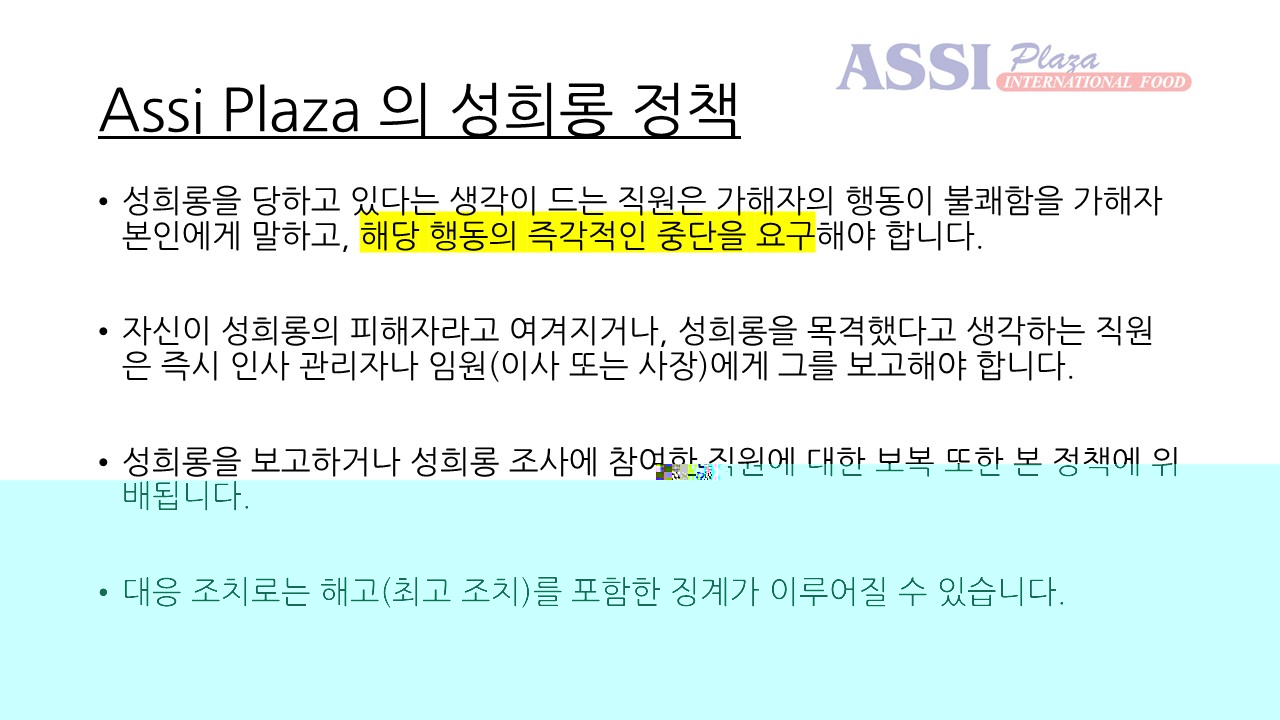 ASSI Plaza
INTERNATIONAL FOOD
Assi Plaza 의 성희롱 정책
• 성희롱을 당하고 있다는 생각이 드는 직원은 가해자의 행동이 불쾌함을 가해자
본인에게 말하고, 해당 행동의 즉각적인 중단을 요구해야 합니다.
• 자신이 성희롱의 피해자라고 여겨지거나, 성희롱을 목격했다고 생각하는 직원
은 즉시 인사 관리자나 임원(이사 또는 사장)에게 그를 보고해야 합니다.
• 성희롱을 보고하거나 성희롱 조사에 참여한 직원에 대한 보복 또한 본 정책에 위
배됩니다.
• 대응 조치로는 해고(최고 조치)를 포함한 징계가 이루어질 수 있습니다.